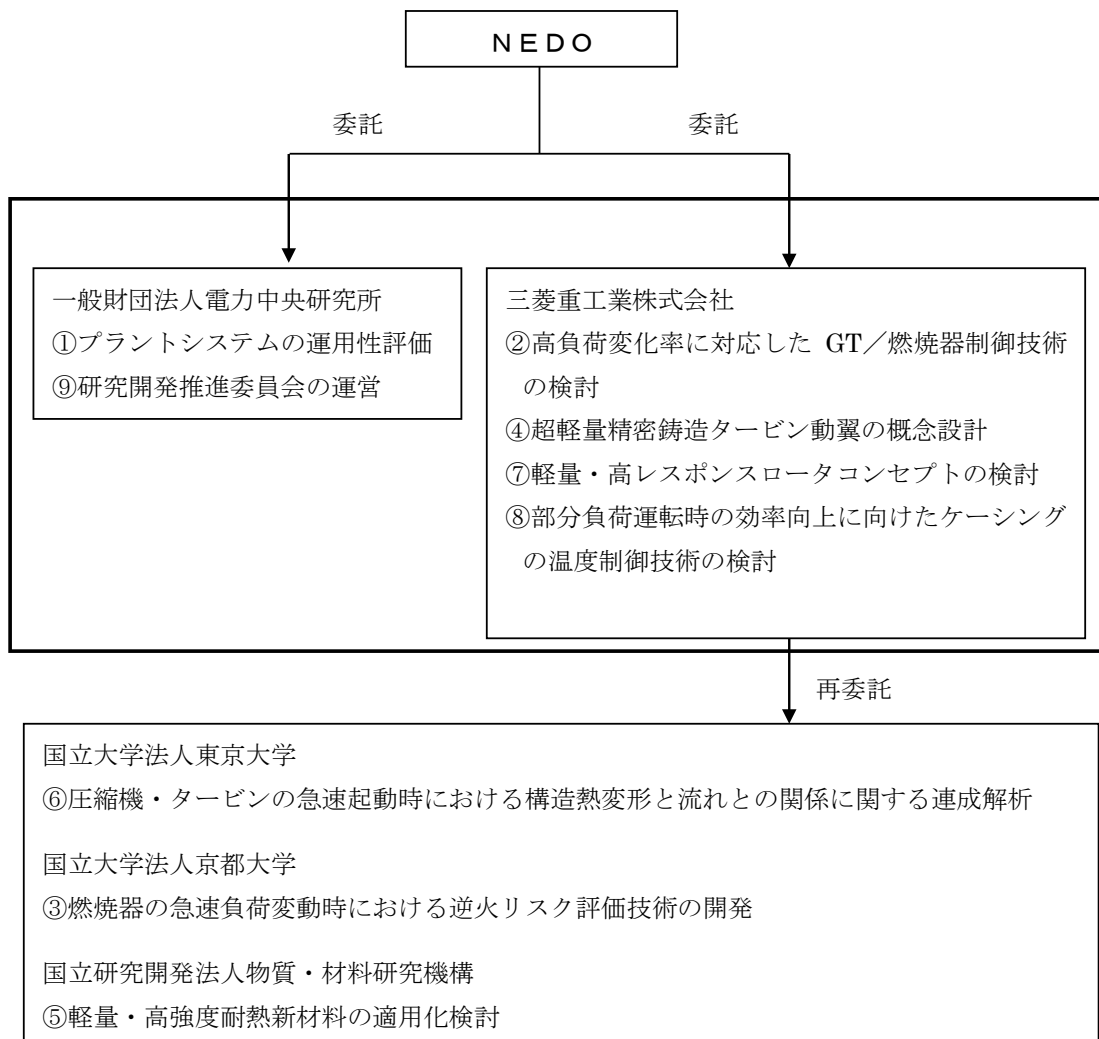 ＮＥＤＯ
委託
委託
一般財団法人電力中央研究所
①プラントシステムの運用性評価
⑨研究開発推進委員会の運営
三菱重工業株式会社
②高負荷変化率に対応した GT／燃焼器制御技術
の検討
④超軽量精密鋳造タービン動翼の概念設計
⑦軽量・高レスポンスロータコンセプトの検討
⑧部分負荷運転時の効率向上に向けたケーシング
の温度制御技術の検討
再委託
国立大学法人東京大学
⑥圧縮機・タービンの急速起動時における構造熱変形と流れとの関係に関する連成解析
国立大学法人京都大学
③燃焼器の急速負荷変動時における逆火リスク評価技術の開発
国立研究開発法人物質・材料研究機構
⑤軽量・高強度耐熱新材料の適用化検討